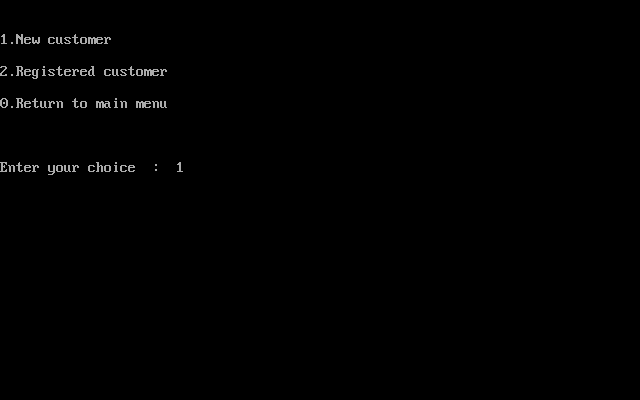 1.New customer
2.Registered customer
0.Return to main menu
Enter your choice  :  1